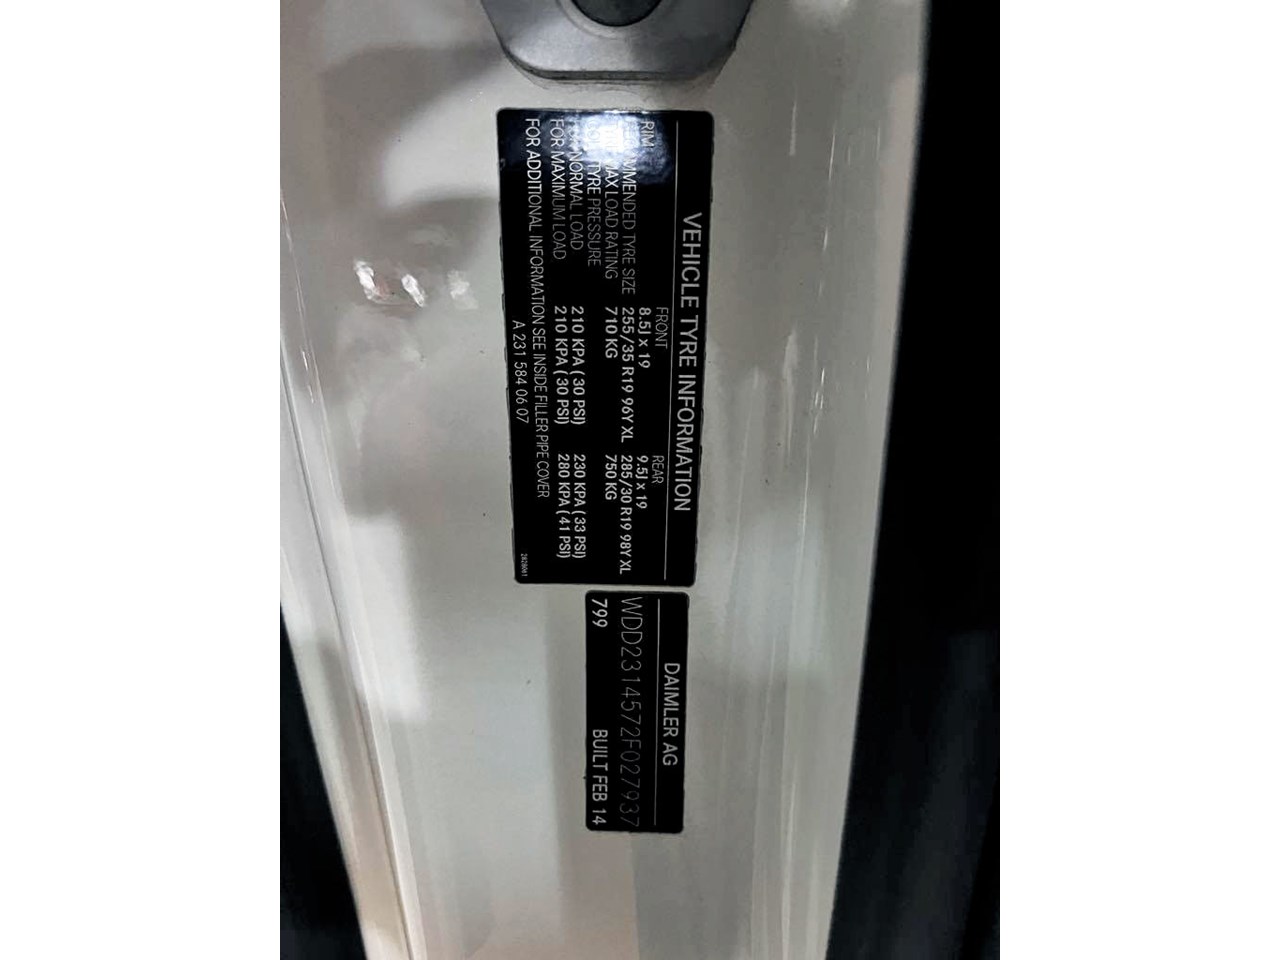 VEHICLE TYRE INFORMATION
FRONT REAR
RIM 8.5J x 19 9.5J x 19
TYRE SIZE 255/35 R19 96Y XL 285/30 R19 98Y XL
MAX LOAD RATING 710 KG 750 KG
TYRE PRESSURE
NORMAL LOAD 210 KPA ( 30 PSI) 230 KPA ( 33 PSI)
FOR MAXIMUM LOAD 210 KPA ( 30 PSI) 280 KPA ( 41 PSI)
FOR ADDITIONAL INFORMATION SEE INSIDE FILLER PIPE COVER
A 231 584 06 07
DAIMLER AG
WDD2314572F027937
799 BUILT FEB 14